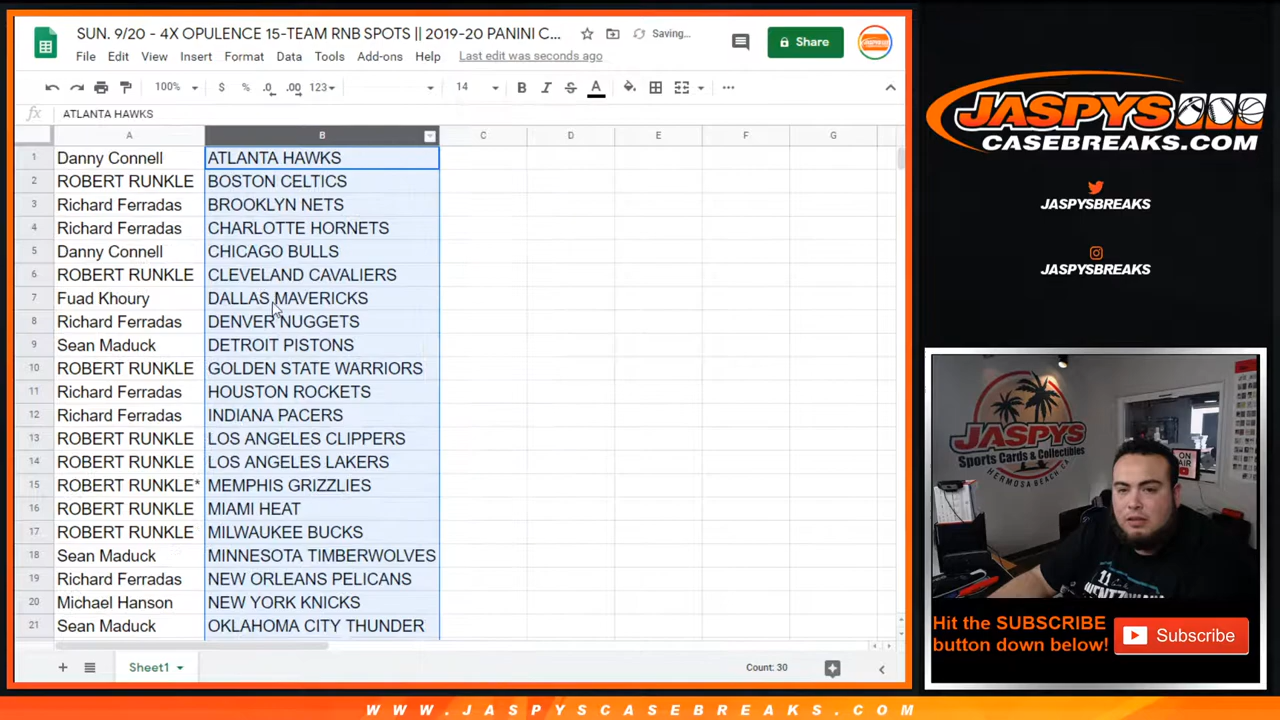 SUN. 9/20 - 4X OPULENCE 15-TEAM RNB SPOTS || 2019-20 PANINI C... Saving...
File Edit View Insert Format Data Tools Add-ons Help Last edit was seconds ago
Share
100% $ % .0 .00 123 14 B I S A
fx ATLANTA HAWKS
A B C D E F G
1 Danny Connell ATLANTA HAWKS
2 ROBERT RUNKLE BOSTON CELTICS
3 Richard Ferradas BROOKLYN NETS
4 Richard Ferradas CHARLOTTE HORNETS
5 Danny Connell CHICAGO BULLS
6 ROBERT RUNKLE CLEVELAND CAVALIERS
7 Fuad Khoury DALLAS MAVERICKS
8 Richard Ferradas DENVER NUGGETS
9 Sean Maduck DETROIT PISTONS
10 ROBERT RUNKLE GOLDEN STATE WARRIORS
11 Richard Ferradas HOUSTON ROCKETS
12 Richard Ferradas INDIANA PACERS
13 ROBERT RUNKLE LOS ANGELES CLIPPERS
14 ROBERT RUNKLE LOS ANGELES LAKERS
15 ROBERT RUNKLE* MEMPHIS GRIZZLIES
16 ROBERT RUNKLE MIAMI HEAT
17 ROBERT RUNKLE MILWAUKEE BUCKS
18 Sean Maduck MINNESOTA TIMBERWOLVES
19 Richard Ferradas NEW ORLEANS PELICANS
20 Michael Hanson NEW YORK KNICKS
21 Sean Maduck OKLAHOMA CITY THUNDER
Sheet1
Count: 30
JASPYS
CASEBREAKS.COM
JASPYSBREAKS
JASPYSBREAKS
JASPYS
Sports Cards & Collectibles
HERMOSA BEACH, CA
ON AIR
11
Hit the SUBSCRIBE
button down below!
Subscribe
WWW.JASPYSCASEBREAKS.COM